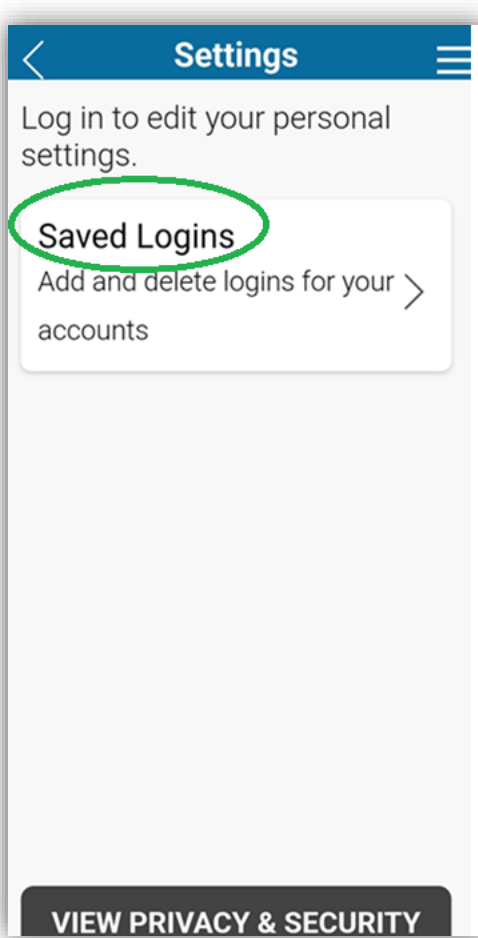 Settings
Log in to edit your personal
settings.
Saved Logins
Add and delete logins for your
accounts
VIEW PRIVACY & SECURITY